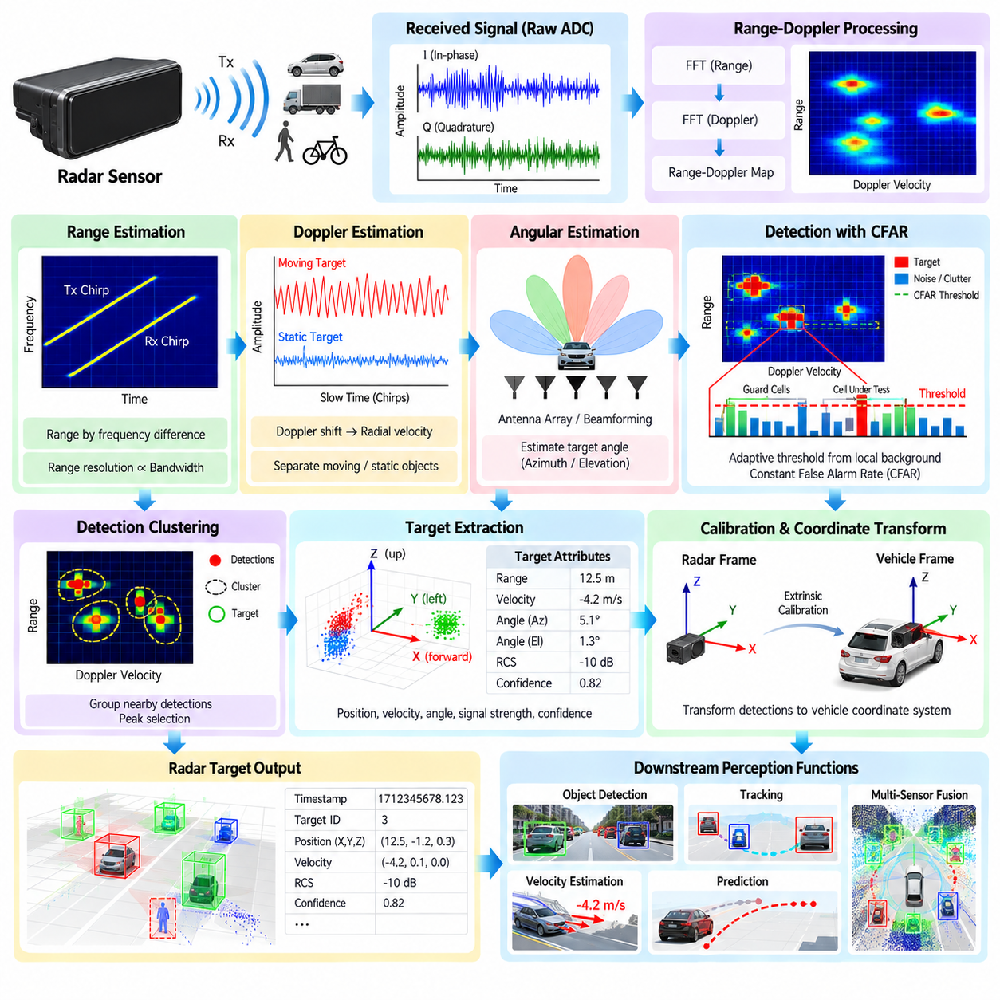 Received Signal (Raw ADC)
Range-Doppler Processing
Tx
Rx
Radar Sensor
I (In-phase)
Amplitude
Q (Quadrature)
Time
FFT (Range)
FFT (Doppler)
Range-Doppler Map
Range
Doppler Velocity
Range Estimation
Frequency
Tx Chirp
Rx Chirp
Time
Range by frequency difference
Range resolution ∝ Bandwidth
Doppler Estimation
Moving Target
Amplitude
Static Target
Slow Time (Chirps)
Doppler shift → Radial velocity
Separate moving / static objects
Angular Estimation
Antenna Array / Beamforming
Estimate target angle
(Azimuth / Elevation)
Detection with CFAR
Range
Target
Noise / Clutter
CFAR Threshold
Doppler Velocity
Guard Cells
Cell Under Test
Threshold
Adaptive threshold from local background
Constant False Alarm Rate (CFAR)
Detection Clustering
Range
Detections
Cluster
Target
Doppler Velocity
Group nearby detections
Peak selection
Target Extraction
Z (up)
Y (left)
X (forward)
Target Attributes
Range 12.5 m
Velocity -4.2 m/s
Angle (Az) 5.1°
Angle (El) 1.3°
RCS -10 dB
Confidence 0.82
Position, velocity, angle, signal strength, confidence
Calibration & Coordinate Transform
Radar Frame
Z
Y
X
Extrinsic
Calibration
Vehicle Frame
Z
Y
X
Transform detections to vehicle coordinate system
Radar Target Output
Timestamp 1712345678.123
Target ID 3
Position (X,Y,Z) (12.5, -1.2, 0.3)
Velocity (-4.2, 0.1, 0.0)
RCS -10 dB
Confidence 0.82
...
Downstream Perception Functions
Object Detection
Tracking
Multi-Sensor Fusion
Velocity Estimation
-4.2 m/s
Prediction